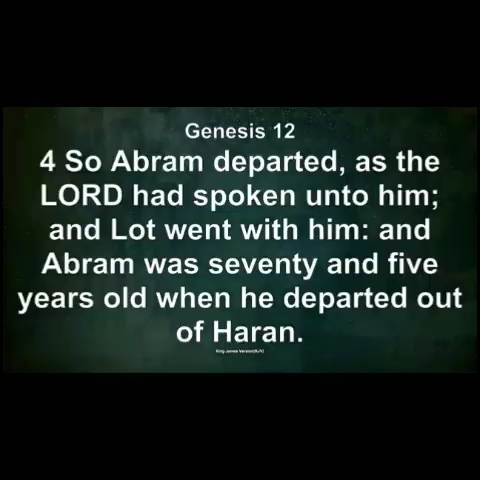 Genesis 12
4 So Abram departed, as the
LORD had spoken unto him;
and Lot went with him: and
Abram was seventy and five
years old when he departed out
of Haran.
King James Version(KJV)